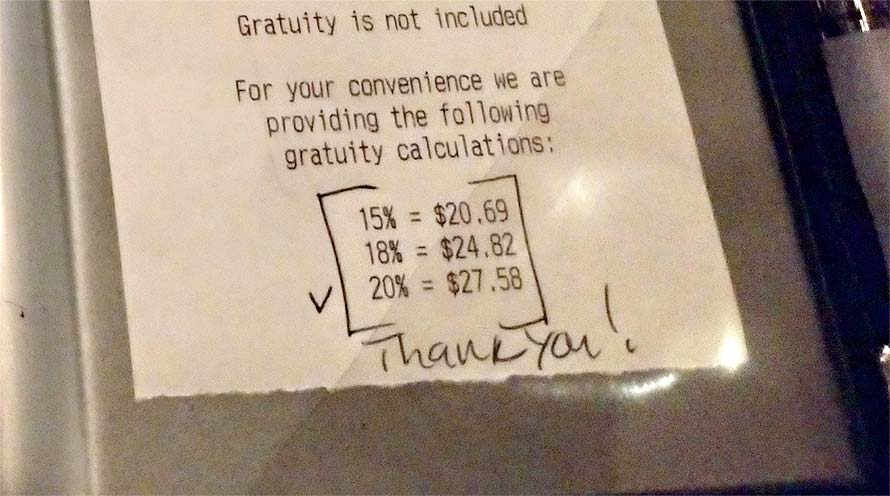 Gratuity is not included
For your convenience we are
providing the following
gratuity calculations:
15% = $20.69
18% = $24.82
20% = $27.58
Thank You!